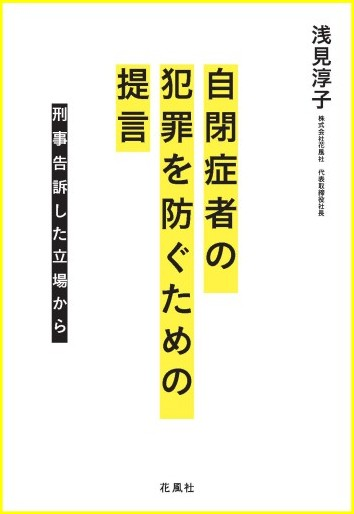 浅見淳子
株式会社花風社 代表取締役社長
自閉症者の
犯罪を防ぐための
提言
刑事告訴した立場から
花風社